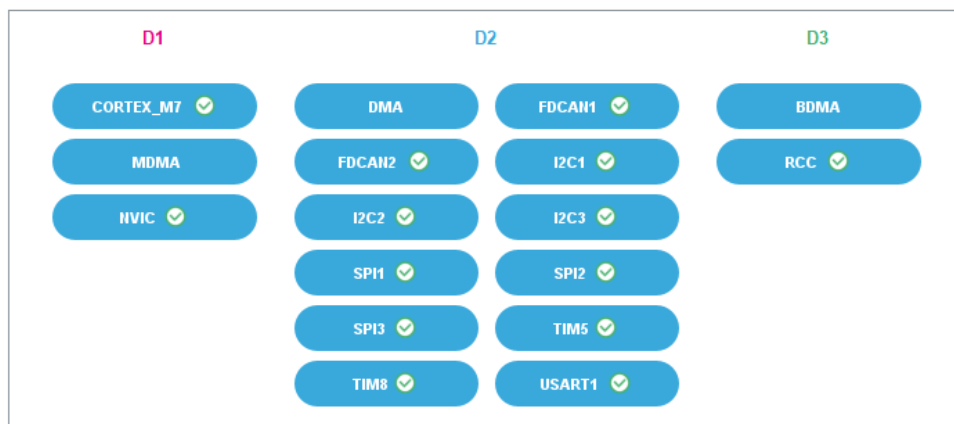 D1 D2 D3
CORTEX_M7 DMA FDCAN1 BDMA
MDMA FDCAN2 I2C1 RCC
NVIC I2C2 I2C3
SPI1 SPI2
SPI3 TIM5
TIM8 USART1